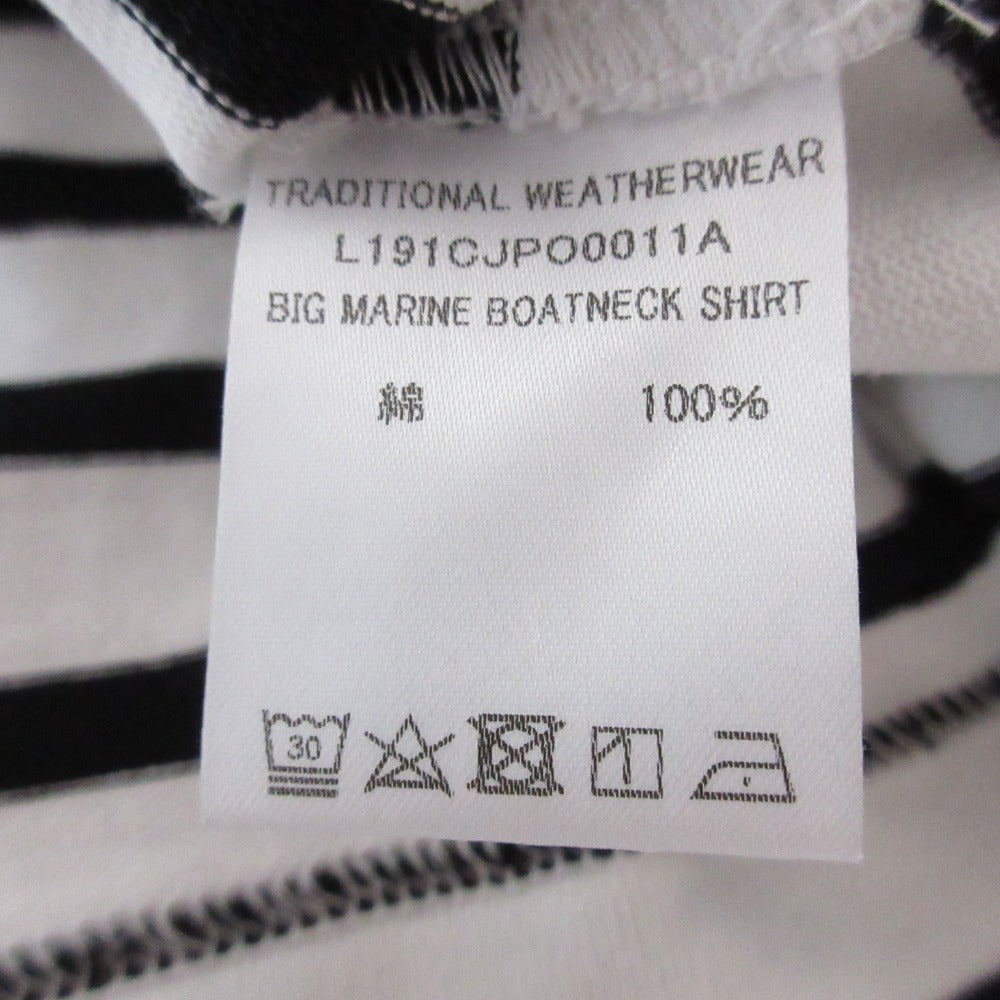 TRADITIONAL WEATHERWEAR
L191CJPO0011A
BIG MARINE BOATNECK SHIRT
綿 100%
30